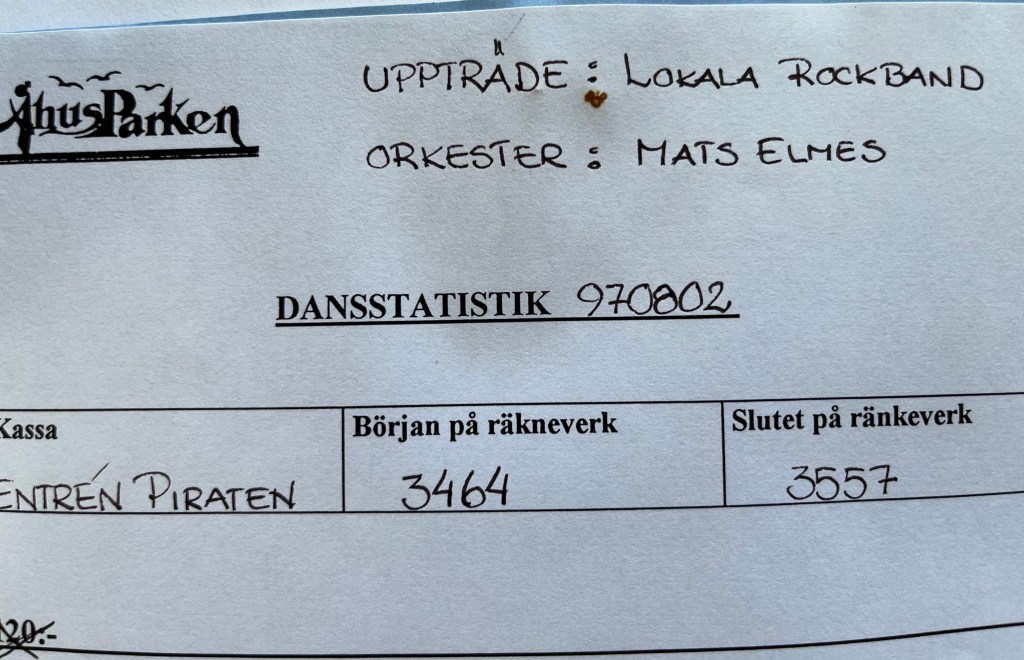 UPPTRÄDE : LOKALA ROCKBAND
ÅhusParken
ORKESTER : MATS ELMES
DANSSTATISTIK 970802
Kassa Början på räkneverk Slutet på ränkeverk
ENTRÉN PIRATEN 3464 3557
120:-